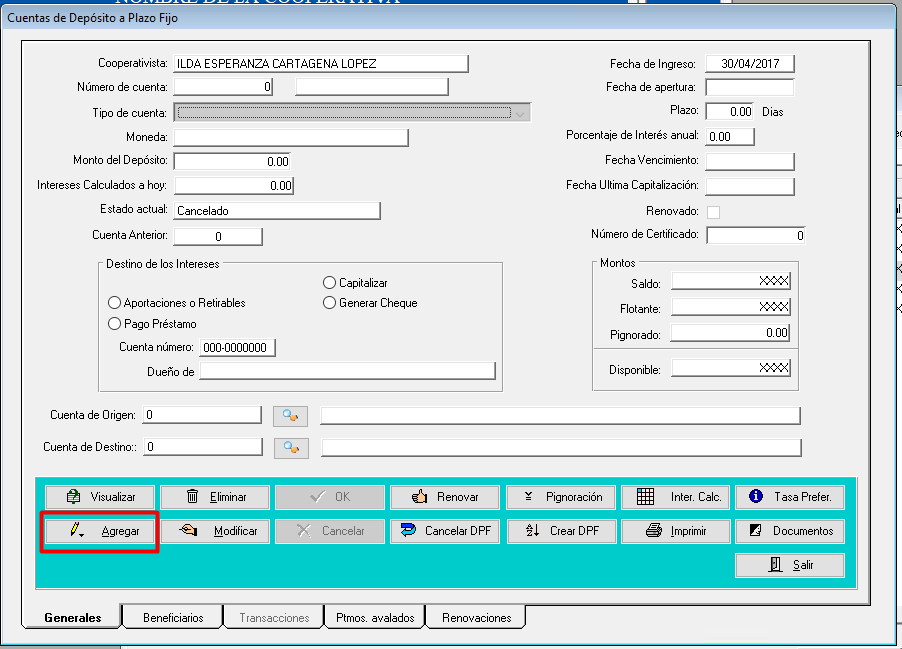 NOMBRE DE LA COOPERATIVA
Cuentas de Depósito a Plazo Fijo
Cooperativista: ILDA ESPERANZA CARTAGENA LOPEZ
Fecha de Ingreso: 30/04/2017
Número de cuenta: 0
Fecha de apertura:
Tipo de cuenta:
Plazo: 0.00 Dias
Moneda:
Porcentaje de Interés anual: 0.00
Monto del Depósito: 0.00
Fecha Vencimiento:
Intereses Calculados a hoy: 0.00
Fecha Ultima Capitalización:
Estado actual: Cancelado
Renovado:
Cuenta Anterior: 0
Número de Certificado: 0
Destino de los Intereses
Capitalizar
Aportaciones o Retirables
Generar Cheque
Pago Préstamo
Cuenta número: 000-0000000
Dueño de
Montos
Saldo: XXXX
Flotante: XXXX
Pignorado: 0.00
Disponible: XXXX
Cuenta de Origen: 0
Cuenta de Destino:: 0
Visualizar Eliminar OK Renovar Pignoración Inter. Calc. Tasa Prefer.
Agregar Modificar Cancelar Cancelar DPF Crear DPF Imprimir Documentos
Salir
Generales Beneficiarios Transacciones Ptmos. avalados Renovaciones